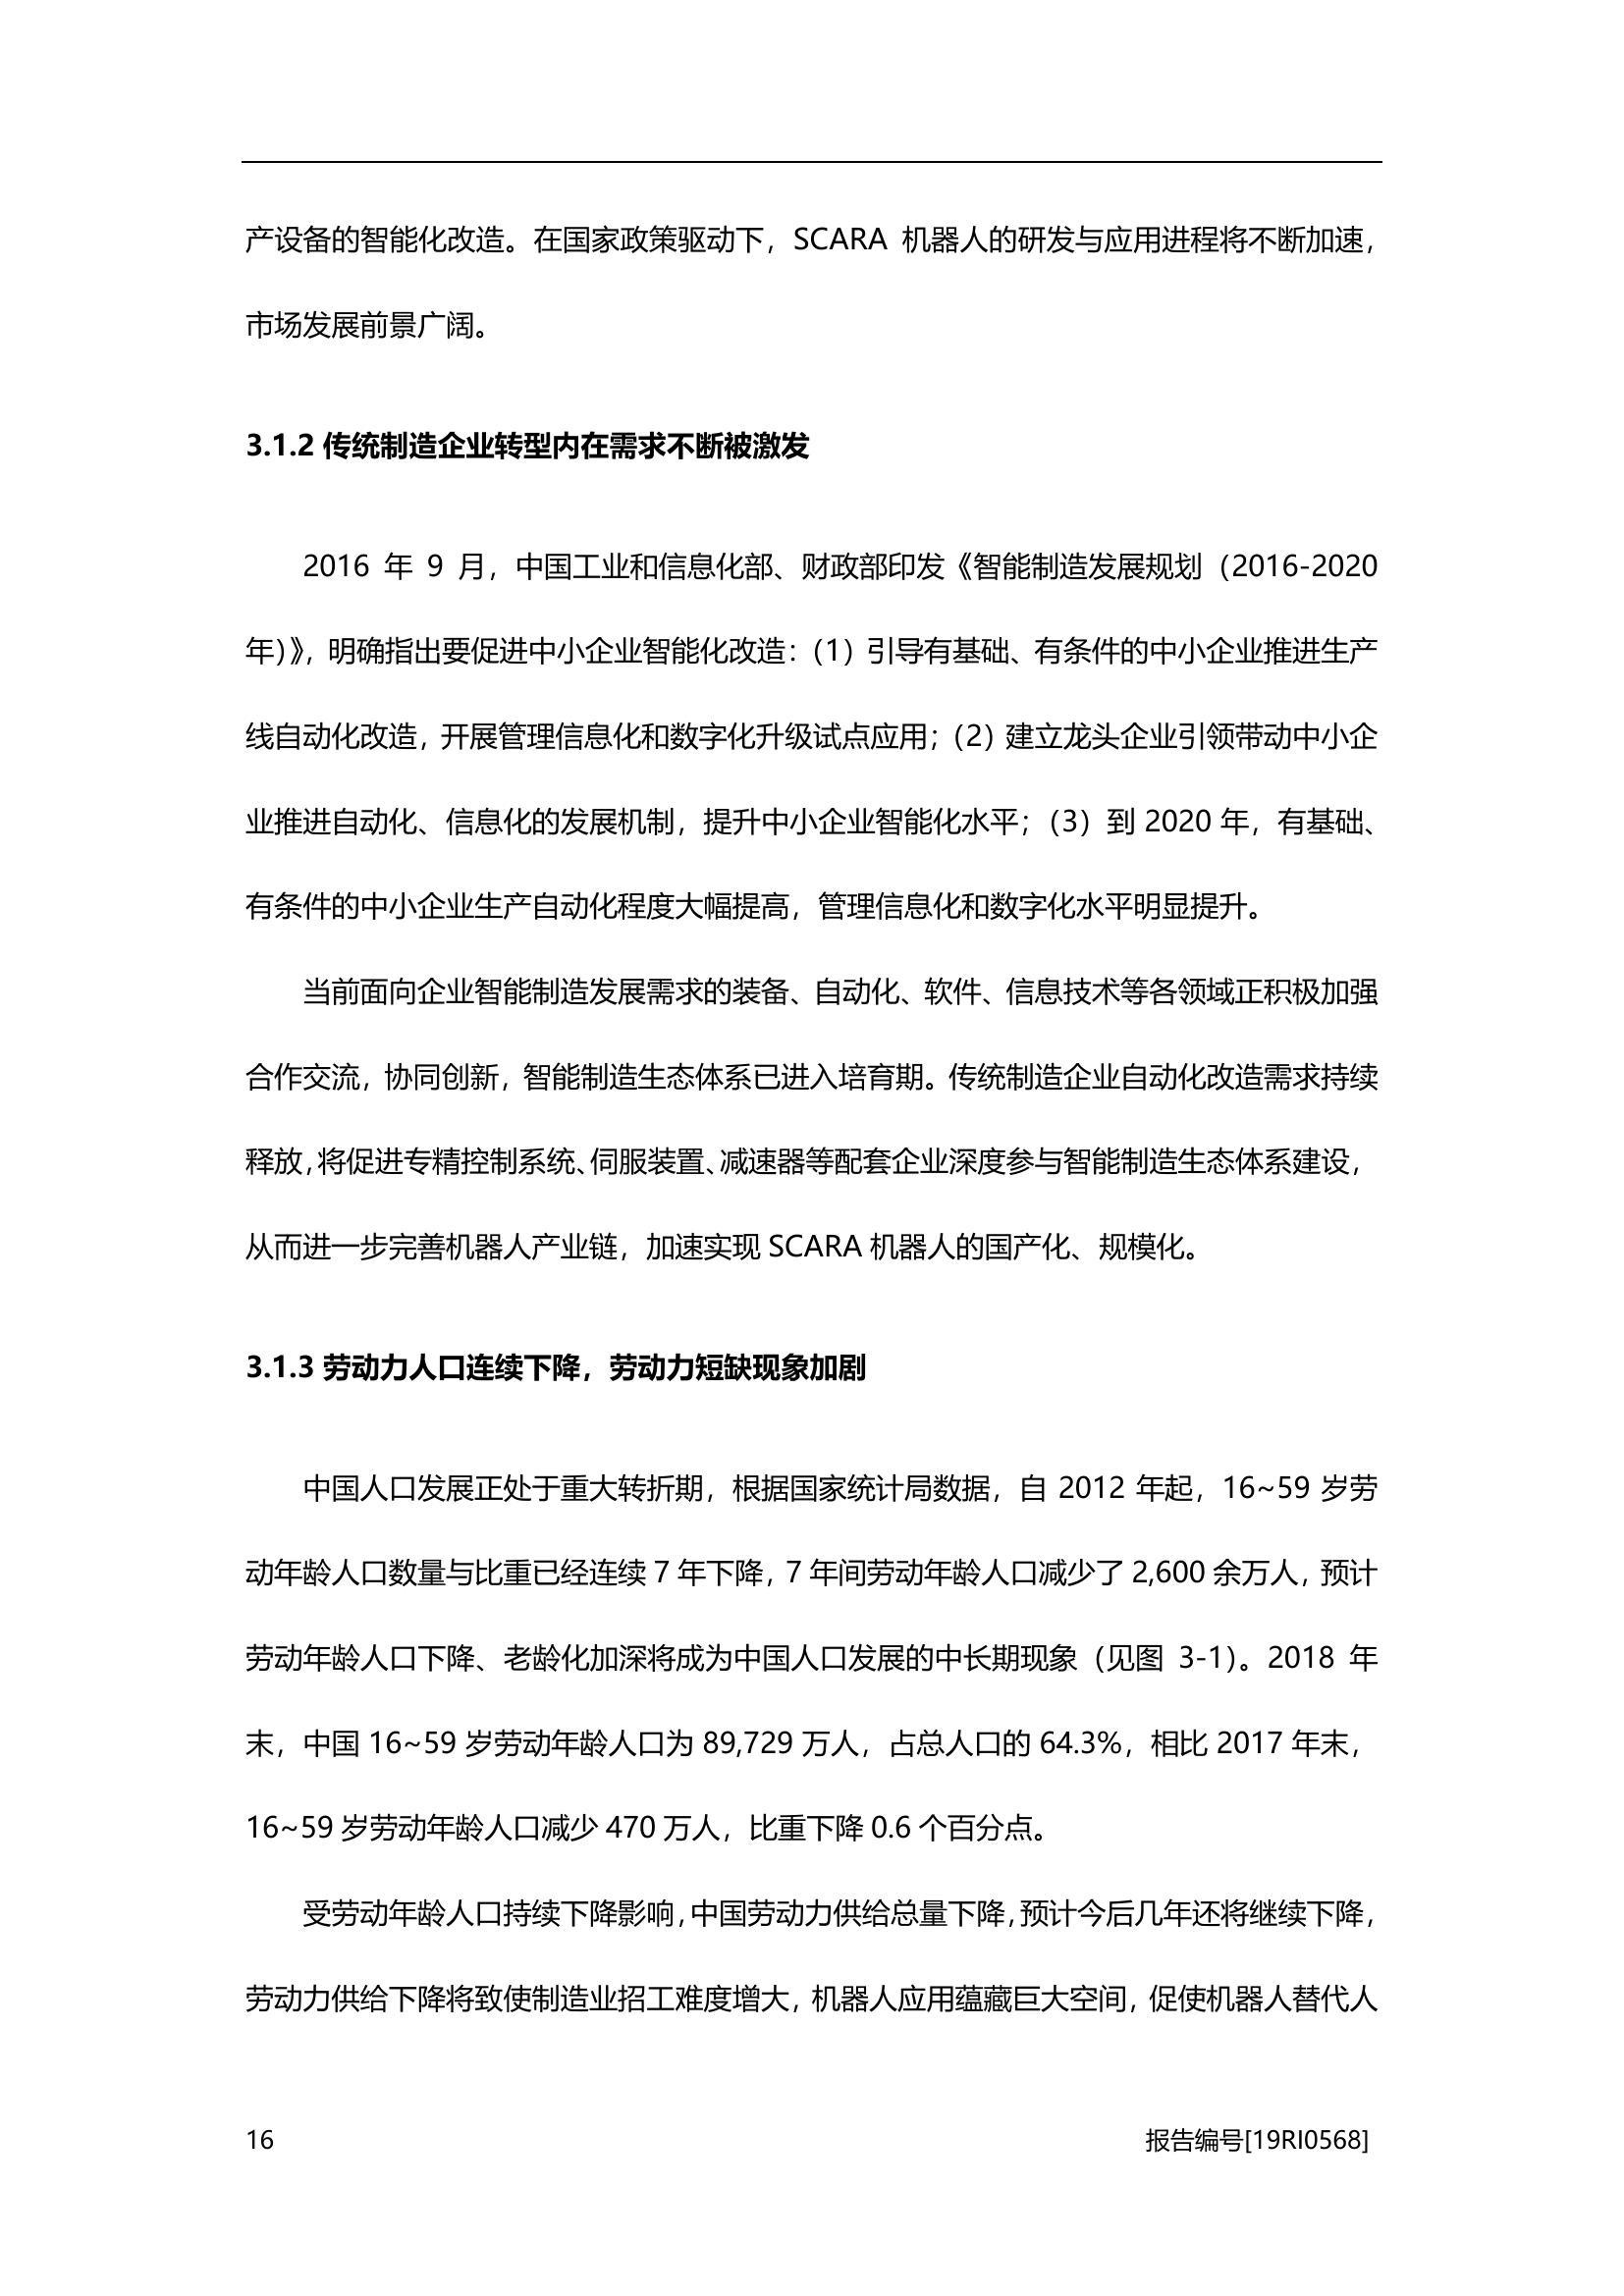 产设备的智能化改造。在国家政策驱动下，SCARA 机器人的研发与应用进程将不断加速，
市场发展前景广阔。
3.1.2 传统制造企业转型内在需求不断被激发
2016 年 9 月，中国工业和信息化部、财政部印发《智能制造发展规划（2016-2020
年）》，明确指出要促进中小企业智能化改造：（1）引导有基础、有条件的中小企业推进生产
线自动化改造，开展管理信息化和数字化升级试点应用；（2）建立龙头企业引领带动中小企
业推进自动化、信息化的发展机制，提升中小企业智能化水平；（3）到 2020 年，有基础、
有条件的中小企业生产自动化程度大幅提高，管理信息化和数字化水平明显提升。
当前面向企业智能制造发展需求的装备、自动化、软件、信息技术等各领域正积极加强
合作交流，协同创新，智能制造生态体系已进入培育期。传统制造企业自动化改造需求持续
释放，将促进专精控制系统、伺服装置、减速器等配套企业深度参与智能制造生态体系建设，
从而进一步完善机器人产业链，加速实现 SCARA 机器人的国产化、规模化。
3.1.3 劳动力人口连续下降，劳动力短缺现象加剧
中国人口发展正处于重大转折期，根据国家统计局数据，自 2012 年起，16~59 岁劳
动年龄人口数量与比重已经连续 7 年下降，7 年间劳动年龄人口减少了 2,600 余万人，预计
劳动年龄人口下降、老龄化加深将成为中国人口发展的中长期现象（见图 3-1）。2018 年
末，中国 16~59 岁劳动年龄人口为 89,729 万人，占总人口的 64.3%，相比 2017 年末，
16~59 岁劳动年龄人口减少 470 万人，比重下降 0.6 个百分点。
受劳动年龄人口持续下降影响，中国劳动力供给总量下降，预计今后几年还将继续下降，
劳动力供给下降将致使制造业招工难度增大，机器人应用蕴藏巨大空间，促使机器人替代人
16 报告编号[19RI0568]